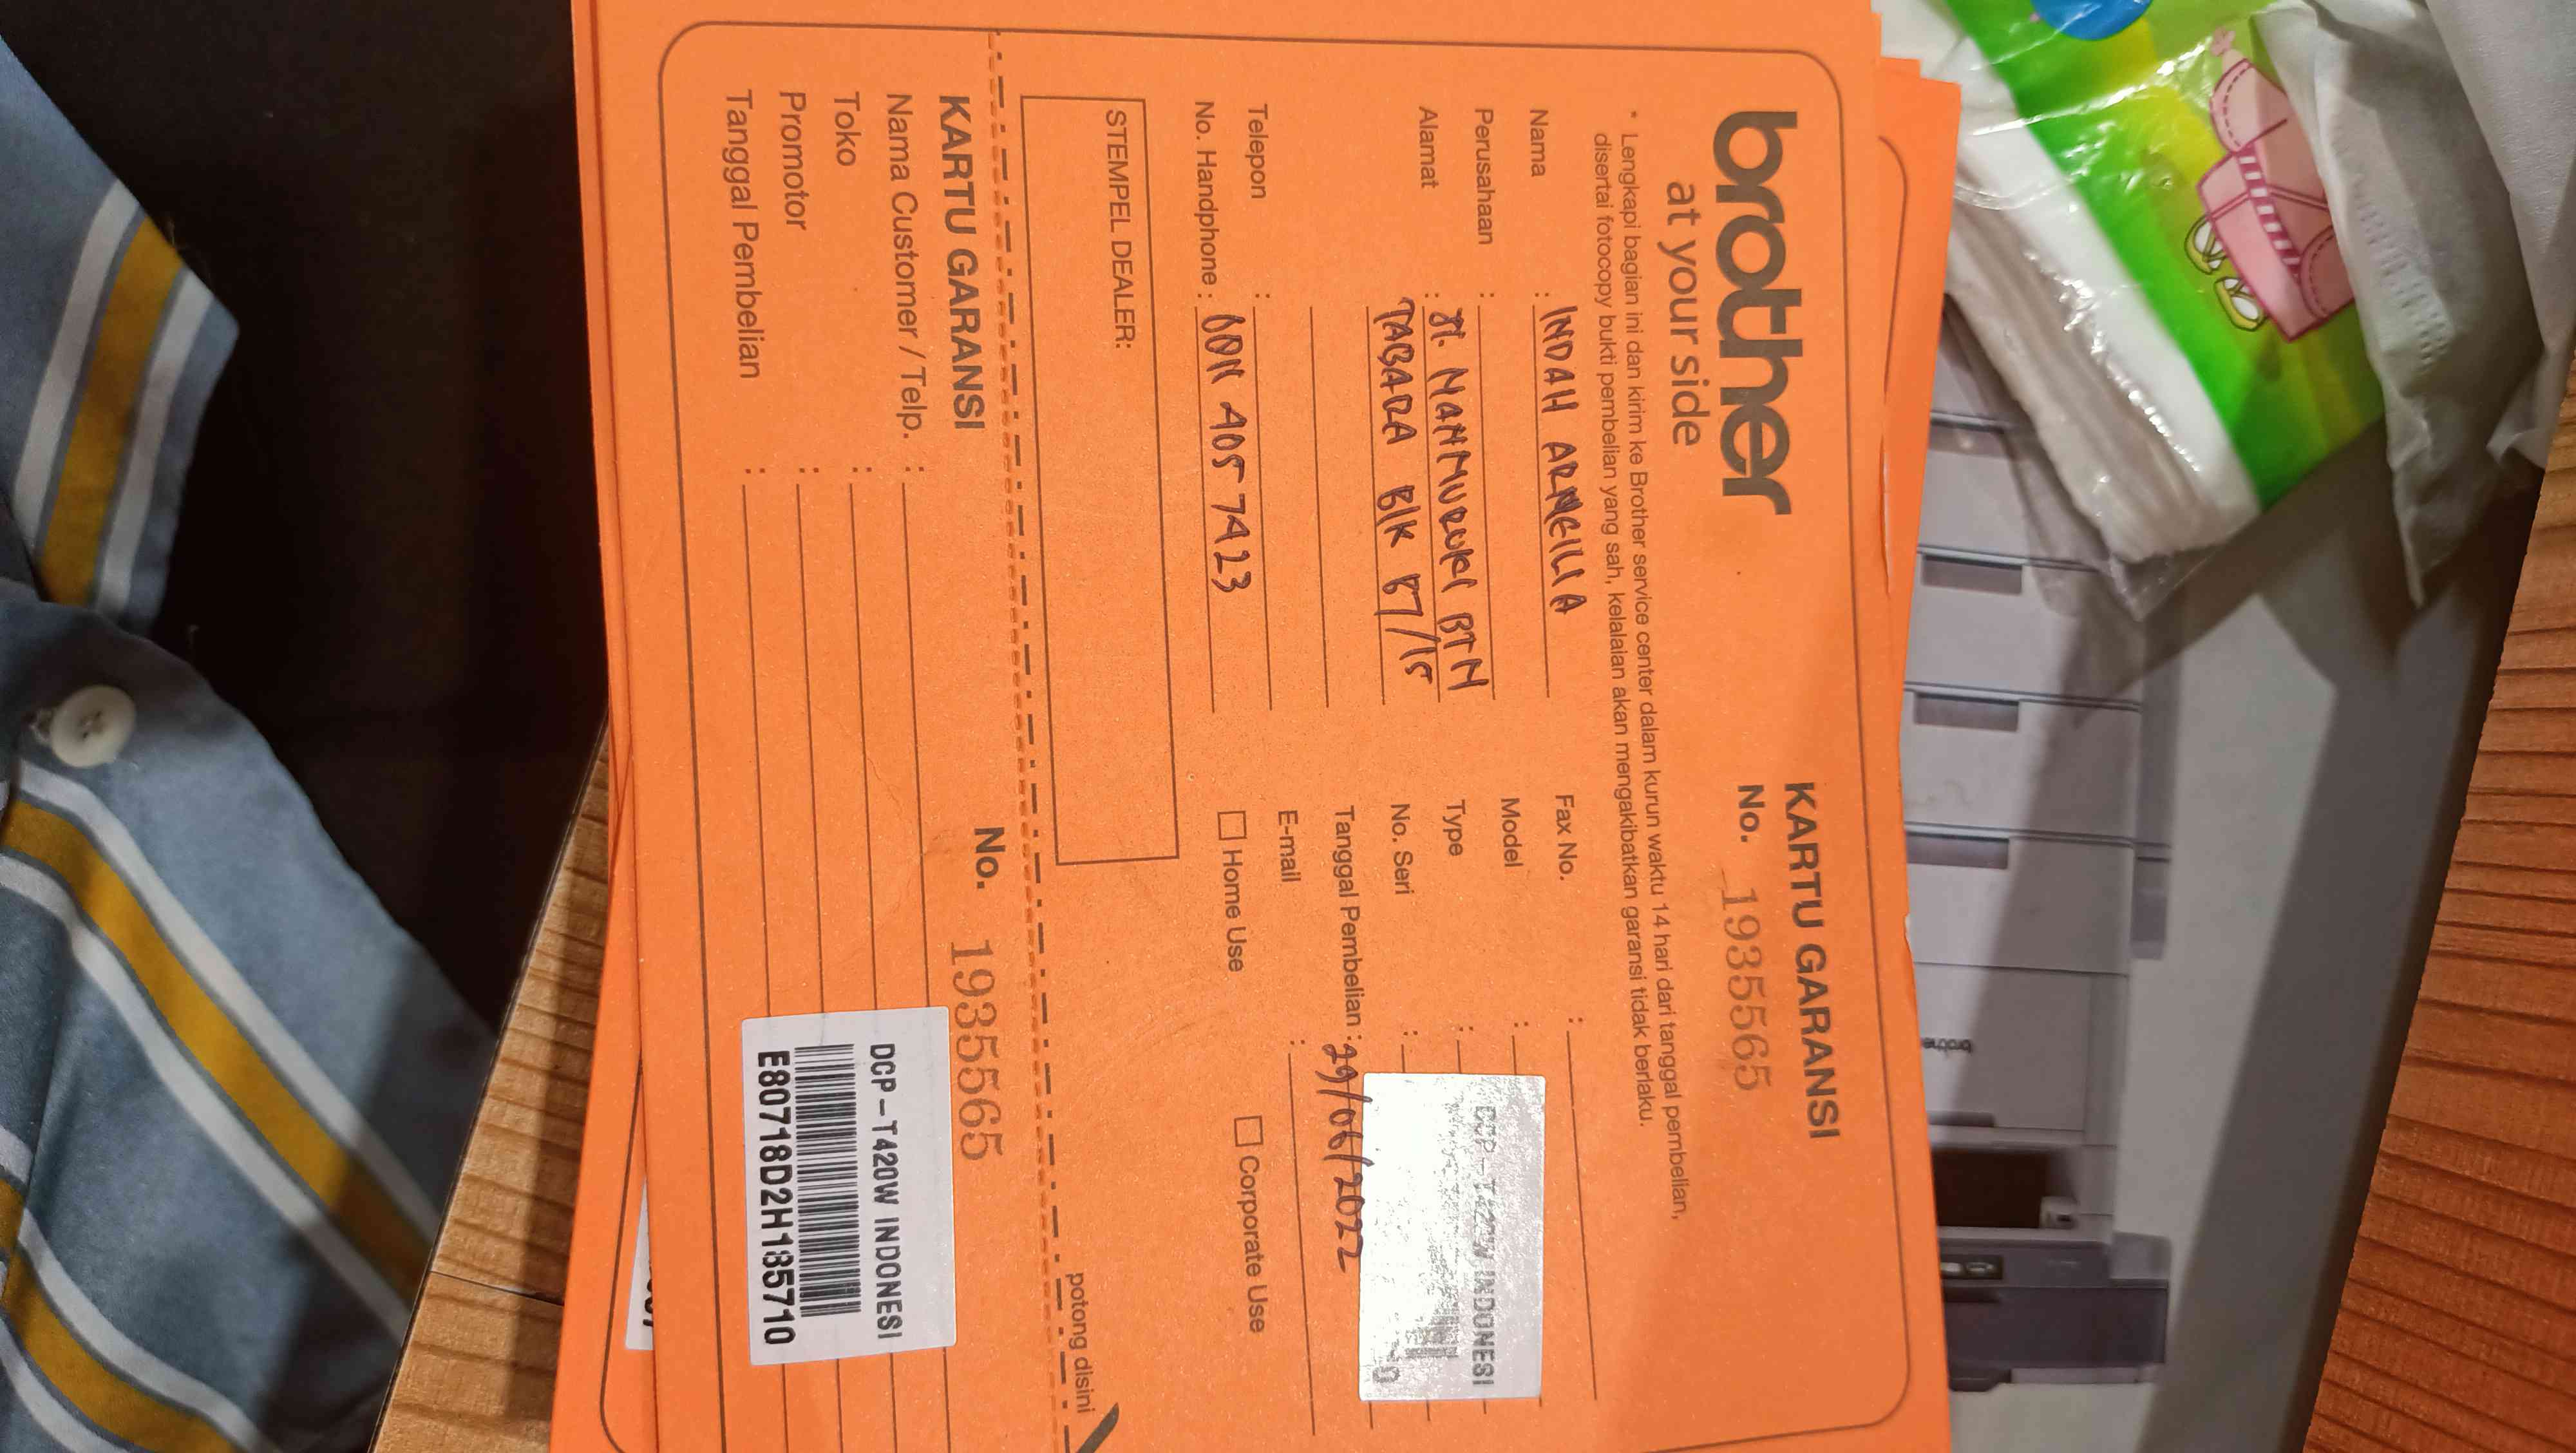 brother
at your side
KARTU GARANSI
No. 1935565
* Lengkapi bagian ini dan kirim ke Brother service center dalam kurun waktu 14 hari dari tanggal pembelian,
disertai fotocopy bukti pembelian yang sah, kelalaian akan mengakibatkan garansi tidak berlaku.
Nama : INDAH ARMEILIA
Perusahaan :
Alamat : Jl. MANMURUKI BTN
TABARA Blk B7/15
Telepon :
No. Handphone : 405 7423
Fax No. :
Model :
Type :
No. Seri :
DCP-T420W INDONESI
Tanggal Pembelian : 29/06/2022
E-mail :
Home Use
Corporate Use
STEMPEL DEALER:
potong disini
KARTU GARANSI
No. 1935565
Nama Customer / Telp. :
Toko :
Promotor :
Tanggal Pembelian :
DCP-T420W INDONESI
E80718D2H185710
brother